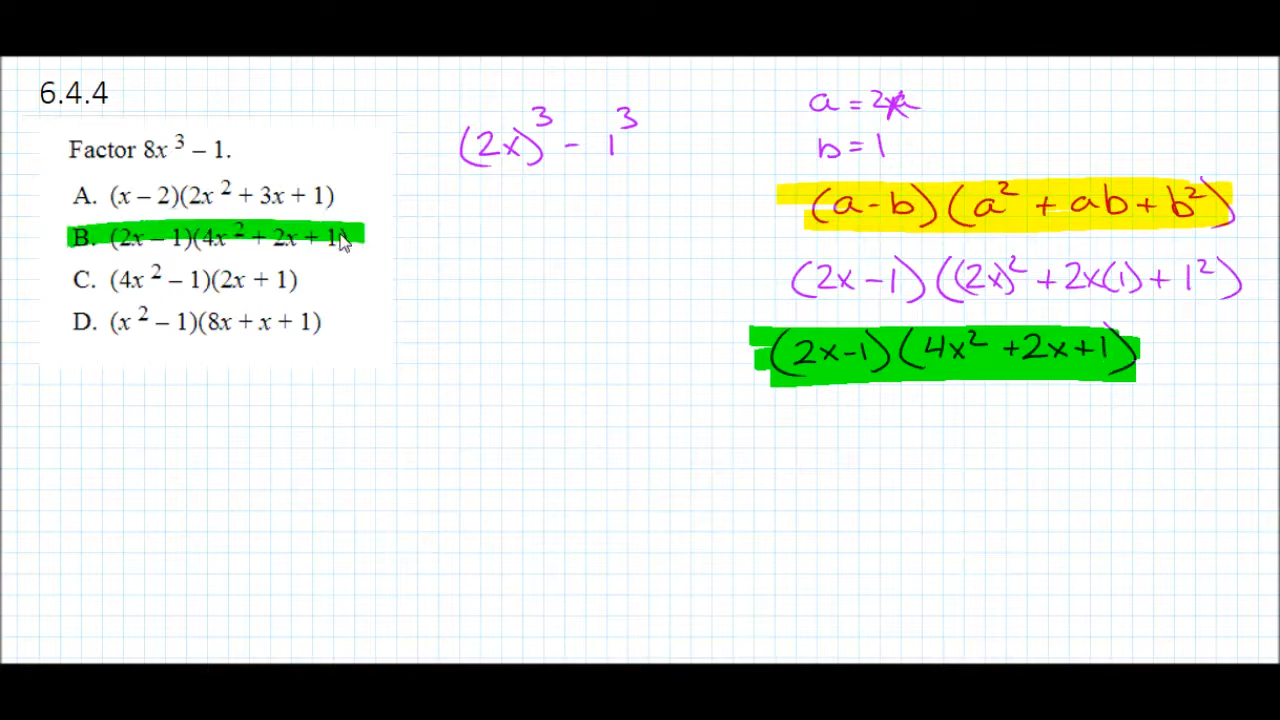 6.4.4
Factor 8x³ – 1.
A. (x – 2)(2x² + 3x + 1)
B. (2x – 1)(4x² + 2x + 1)
C. (4x² – 1)(2x + 1)
D. (x² – 1)(8x + x + 1)
(2x)³ - 1³
a = 2x
b = 1
(a-b)(a² + ab + b²)
(2x -1)((2x)² + 2x(1) + 1²)
(2x-1)(4x² +2x+1)